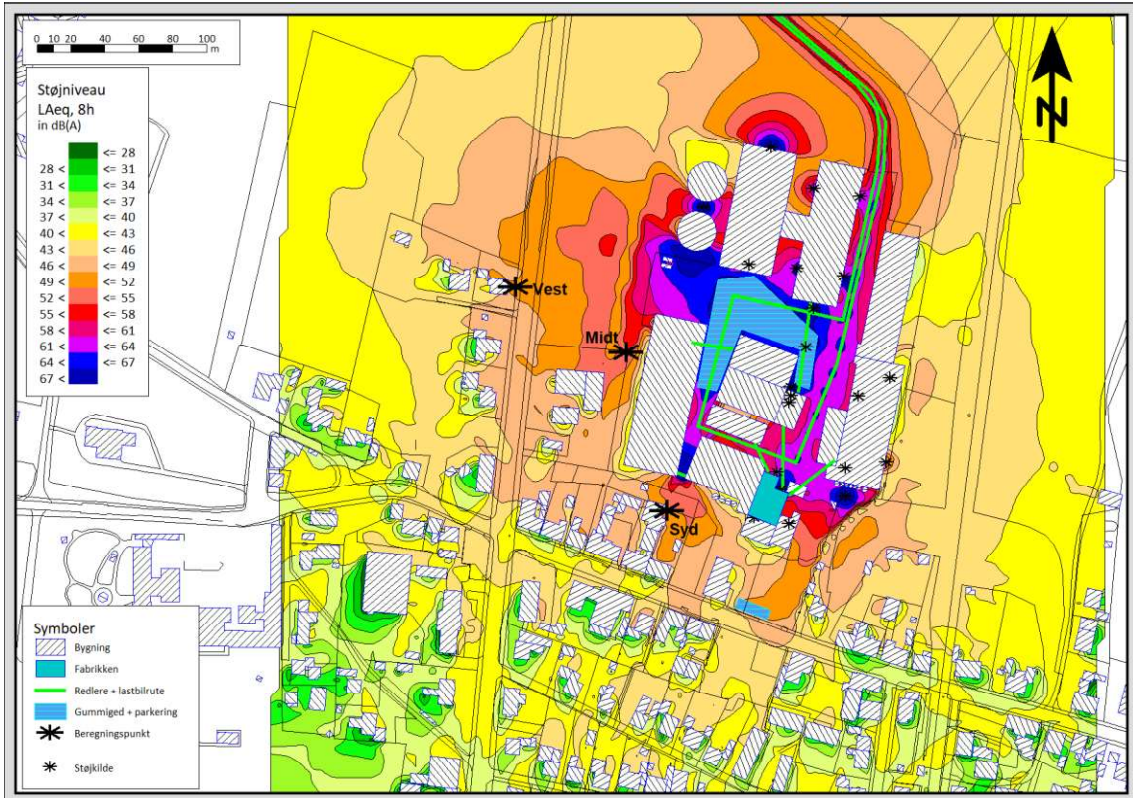 0 10 20 40 60 80 100
m
Støjniveau
LAeq, 8h
in dB(A)
<= 28
28 < <= 31
31 < <= 34
34 < <= 37
37 < <= 40
40 < <= 43
43 < <= 46
46 < <= 49
49 < <= 52
52 < <= 55
55 < <= 58
58 < <= 61
61 < <= 64
64 < <= 67
67 <
N
Vest
Midt
Syd
Symboler
Bygning
Fabrikken
Redlere + lastbilrute
Gummiged + parkering
Beregningspunkt
Støjkilde